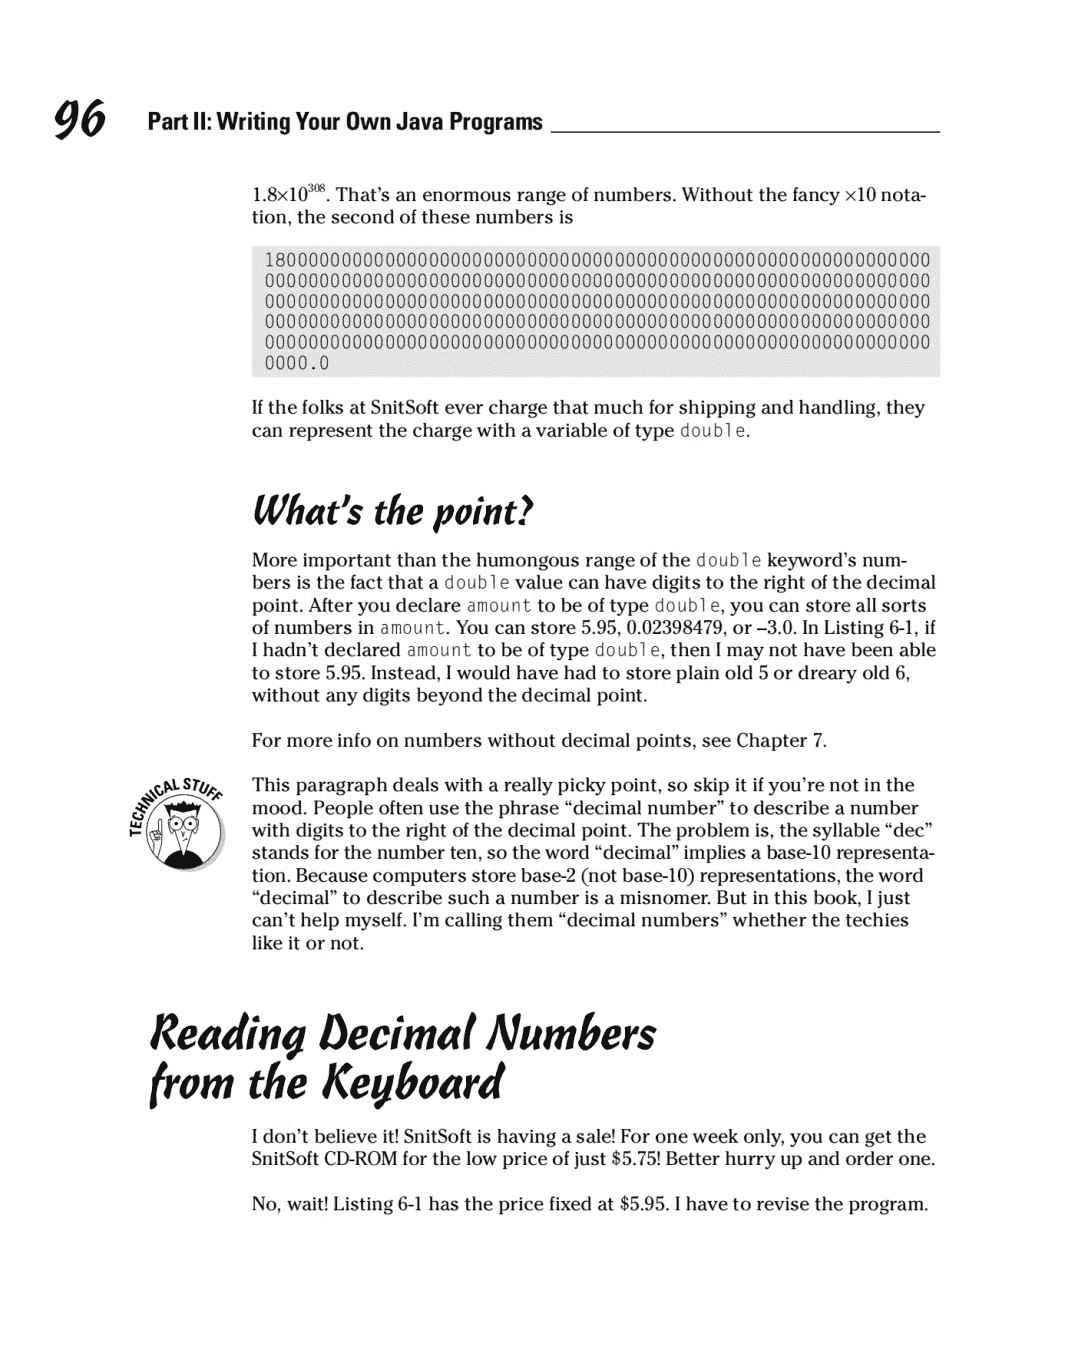 96 Part II: Writing Your Own Java Programs
1.8×10308. That’s an enormous range of numbers. Without the fancy ×10 nota-
tion, the second of these numbers is
1800000000000000000000000000000000000000000000000000000000000
0000000000000000000000000000000000000000000000000000000000000
0000000000000000000000000000000000000000000000000000000000000
0000000000000000000000000000000000000000000000000000000000000
0000000000000000000000000000000000000000000000000000000000000
0000.0
If the folks at SnitSoft ever charge that much for shipping and handling, they
can represent the charge with a variable of type double.
What’s the point?
More important than the humongous range of the double keyword’s num-
bers is the fact that a double value can have digits to the right of the decimal
point. After you declare amount to be of type double, you can store all sorts
of numbers in amount. You can store 5.95, 0.02398479, or –3.0. In Listing 6-1, if
I hadn’t declared amount to be of type double, then I may not have been able
to store 5.95. Instead, I would have had to store plain old 5 or dreary old 6,
without any digits beyond the decimal point.
For more info on numbers without decimal points, see Chapter 7.
TECHNICAL STUFF
This paragraph deals with a really picky point, so skip it if you’re not in the
mood. People often use the phrase “decimal number” to describe a number
with digits to the right of the decimal point. The problem is, the syllable “dec”
stands for the number ten, so the word “decimal” implies a base-10 representa-
tion. Because computers store base-2 (not base-10) representations, the word
“decimal” to describe such a number is a misnomer. But in this book, I just
can’t help myself. I’m calling them “decimal numbers” whether the techies
like it or not.
Reading Decimal Numbers
from the Keyboard
I don’t believe it! SnitSoft is having a sale! For one week only, you can get the
SnitSoft CD-ROM for the low price of just $5.75! Better hurry up and order one.
No, wait! Listing 6-1 has the price fixed at $5.95. I have to revise the program.